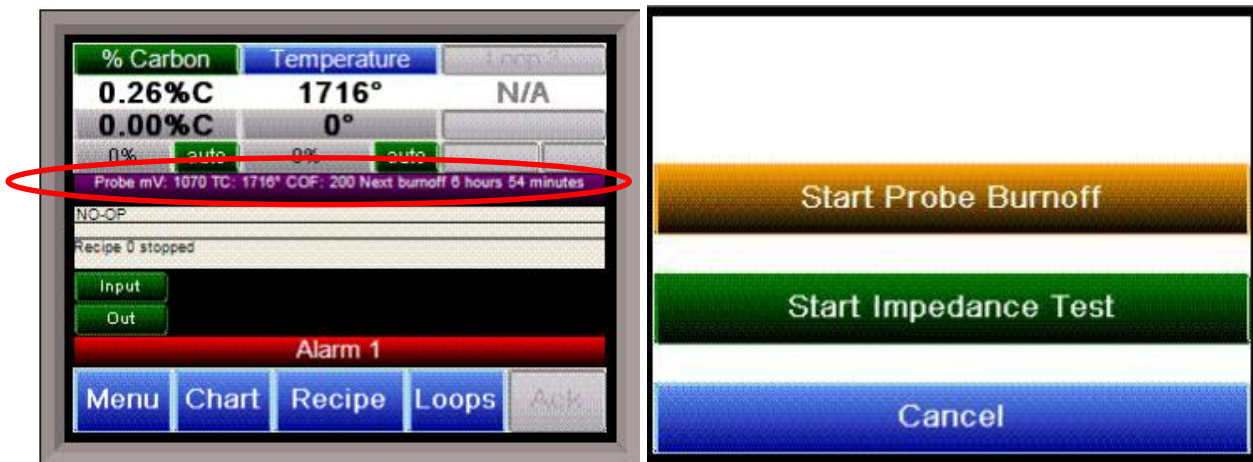 % Carbon Temperature Loop 3
0.26%C 1716° N/A
0.00%C 0°
0% auto 0% auto
Probe mV: 1070 TC: 1716° COF: 200 Next burnoff 6 hours 54 minutes
NO-OP
Recipe 0 stopped
Input
Out
Alarm 1
Menu Chart Recipe Loops Ack
Start Probe Burnoff
Start Impedance Test
Cancel